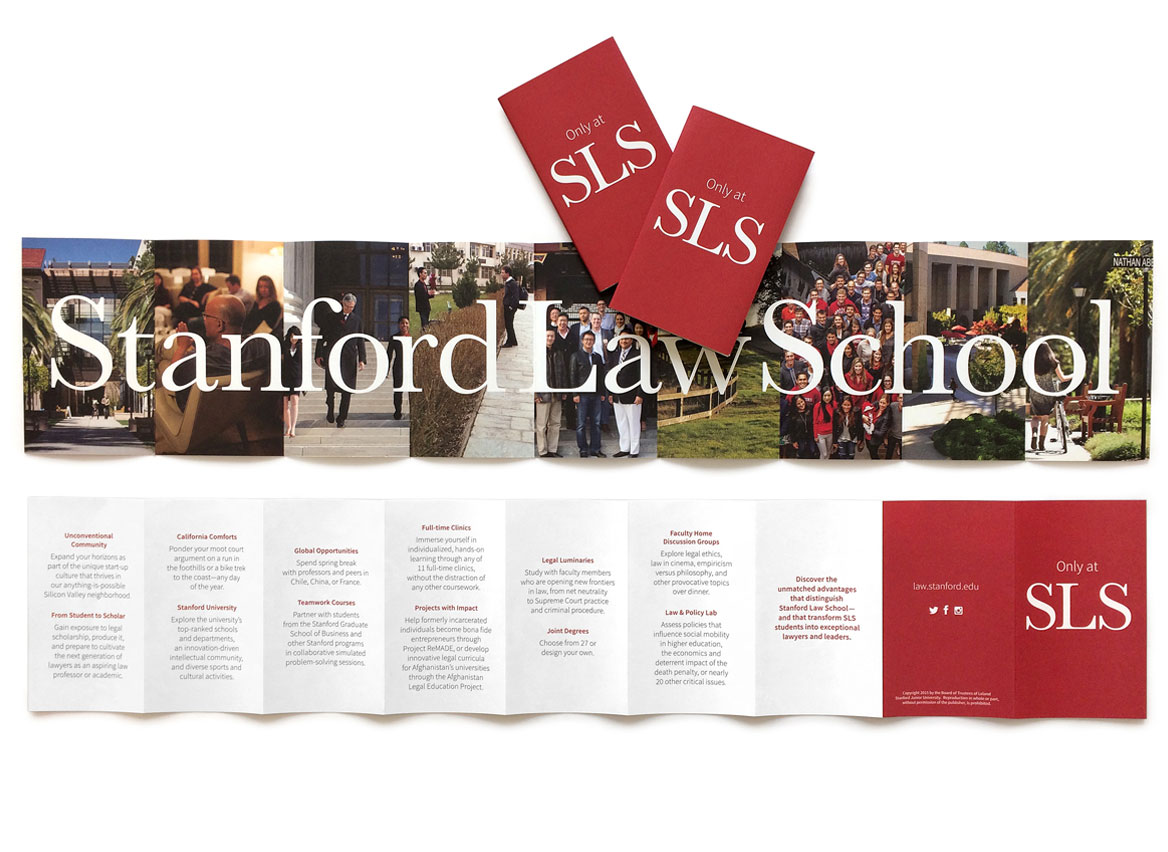 Only at
SLS
Only at
SLS
NATHAN ABB
Stanford Law School
Unconventional
Community
Expand your horizons as
part of the unique start-up
culture that thrives in
our anything-is-possible
Silicon Valley neighborhood
From Student to Scholar
Gain exposure to legal
scholarship, produce it,
and prepare to cultivate
the next generation of
lawyers as an aspiring law
professor or academic.
California Comforts
Ponder your moot court
argument on a run in
the foothills or a bike trek
to the coast—any day
of the year.
Stanford University
Explore the university's
top-ranked schools
and departments,
an innovation-driven
intellectual community,
and diverse sports and
cultural activities.
Global Opportunities
Spend spring break
with professors and peers in
Chile, China, or France.
Teamwork Courses
Partner with students
from the Stanford Graduate
School of Business and
other Stanford programs
in collaborative simulated
problem-solving sessions.
Full-time Clinics
Immerse yourself in
individualized, hands-on
learning through any of
11 full-time clinics,
without the distraction of
any other coursework.
Projects with Impact
Help formerly incarcerated
individuals become bona fide
entrepreneurs through
Project ReMADE, or develop
innovative legal curricula
for Afghanistan's universities
through the Afghanistan
Legal Education Project.
Legal Luminaries
Study with faculty members
who are opening new frontiers
in law, from net neutrality
to Supreme Court practice
and criminal procedure.
Joint Degrees
Choose from 27 or
design your own.
Faculty Home
Discussion Groups
Explore legal ethics,
law in cinema, empiricism
versus philosophy, and
other provocative topics
over dinner.
Law & Policy Lab
Assess policies that
influence social mobility
in higher education,
the economics and
deterrent impact of the
death penalty, or nearly
20 other critical issues.
Discover the
unmatched advantages
that distinguish
Stanford Law School—
and that transform SLS
students into exceptional
lawyers and leaders.
law.stanford.edu
Copyright 2015 by the Board of Trustees of Leland
Stanford Junior University. Reproduction in whole or part,
without permission of the publisher, is prohibited.
Only at
SLS